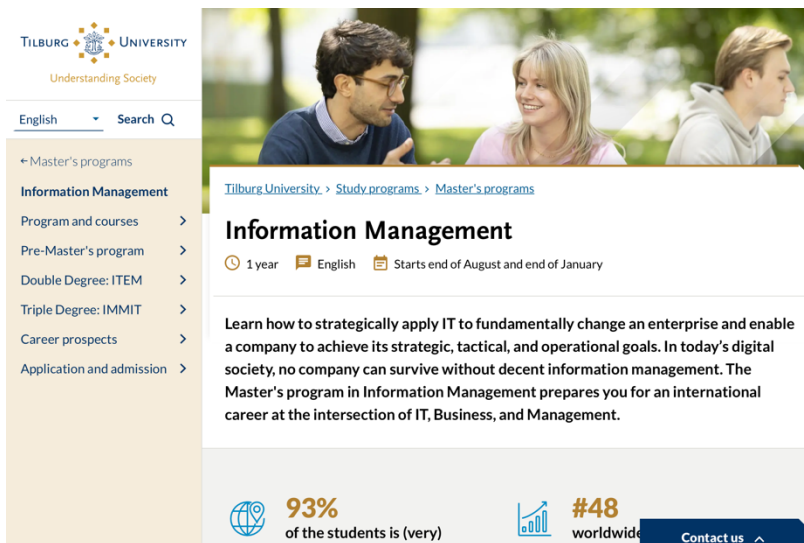 TILBURG UNIVERSITY
Understanding Society
English
Search
←Master's programs
Information Management
Program and courses
Pre-Master's program
Double Degree: ITEM
Triple Degree: IMMIT
Career prospects
Application and admission
Tilburg University > Study programs > Master's programs
Information Management
1 year English Starts end of August and end of January
Learn how to strategically apply IT to fundamentally change an enterprise and enable
a company to achieve its strategic, tactical, and operational goals. In today’s digital
society, no company can survive without decent information management. The
Master's program in Information Management prepares you for an international
career at the intersection of IT, Business, and Management.
93%
of the students is (very)
#48
worldwide
Contact us